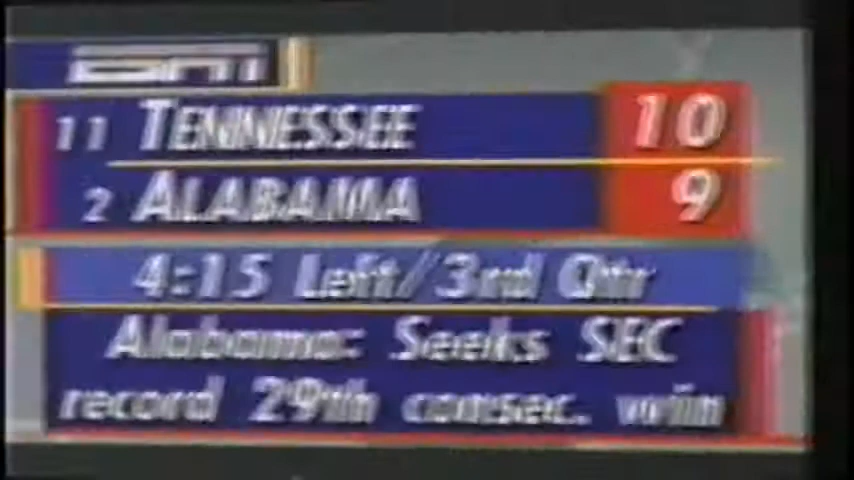 ESPN
11 TENNESSEE 10
2 ALABAMA 9
4:15 Left/3rd Qtr
Alabama: Seeks SEC
record 29th consec. win